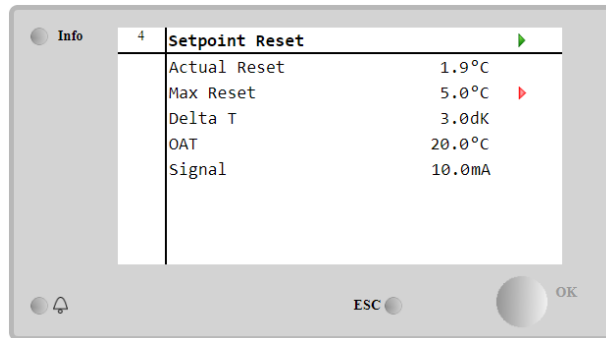 Info
4 Setpoint Reset
Actual Reset 1.9°C
Max Reset 5.0°C
Delta T 3.0dK
OAT 20.0°C
Signal 10.0mA
ESC OK